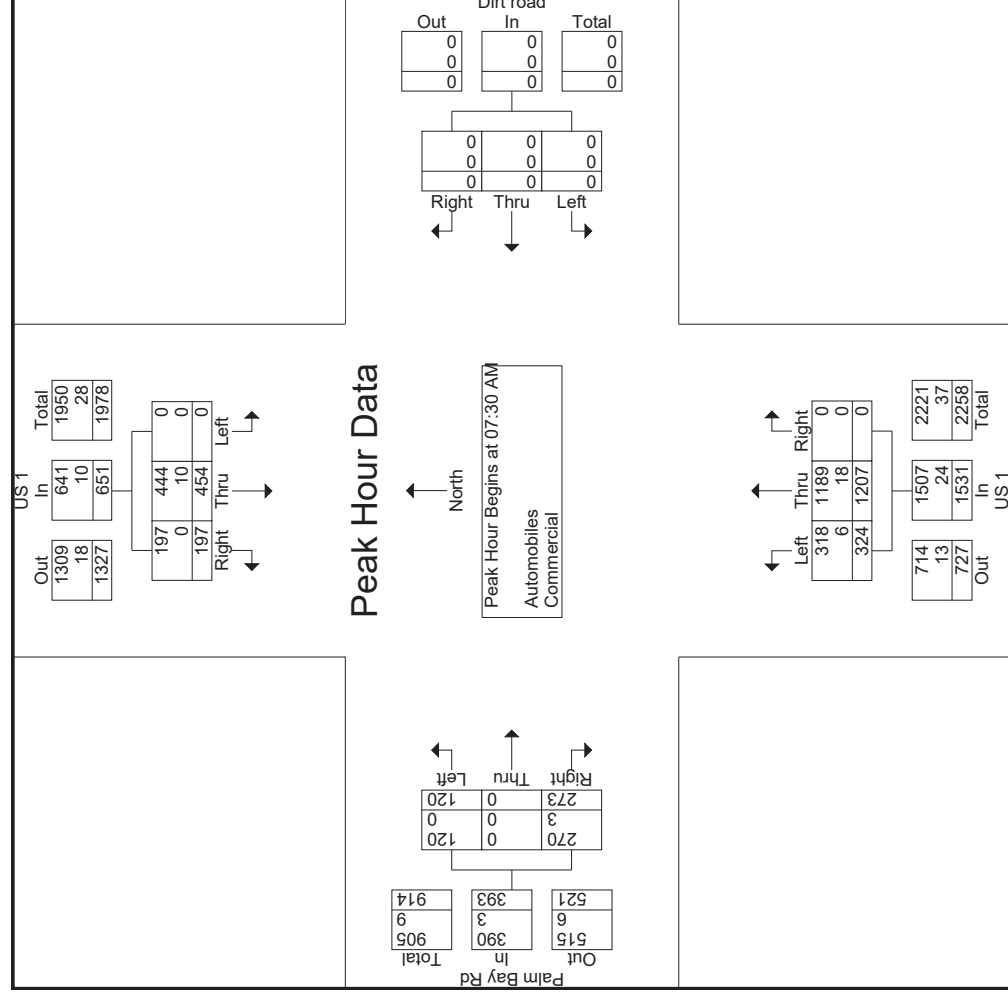 Dirt road
Out In Total
0 0 0
0 0 0
0 0 0
0 0 0
0 0 0
0 0 0
Right Thru Left
US 1
Out In Total
1309 641 1950
18 10 28
1327 651 1978
197 444 0
0 10 0
197 454 0
Right Thru Left
Peak Hour Data
North
Peak Hour Begins at 07:30 AM
Automobiles
Commercial
Left Thru Right
318 1189 0
6 18 0
324 1207 0
714 1507 2221
13 24 37
727 1531 2258
Out In Total
US 1
Left Thru Right
120 0 273
0 0 3
120 0 270
914 393 521
9 3 6
905 390 515
Total In Out
Palm Bay Rd